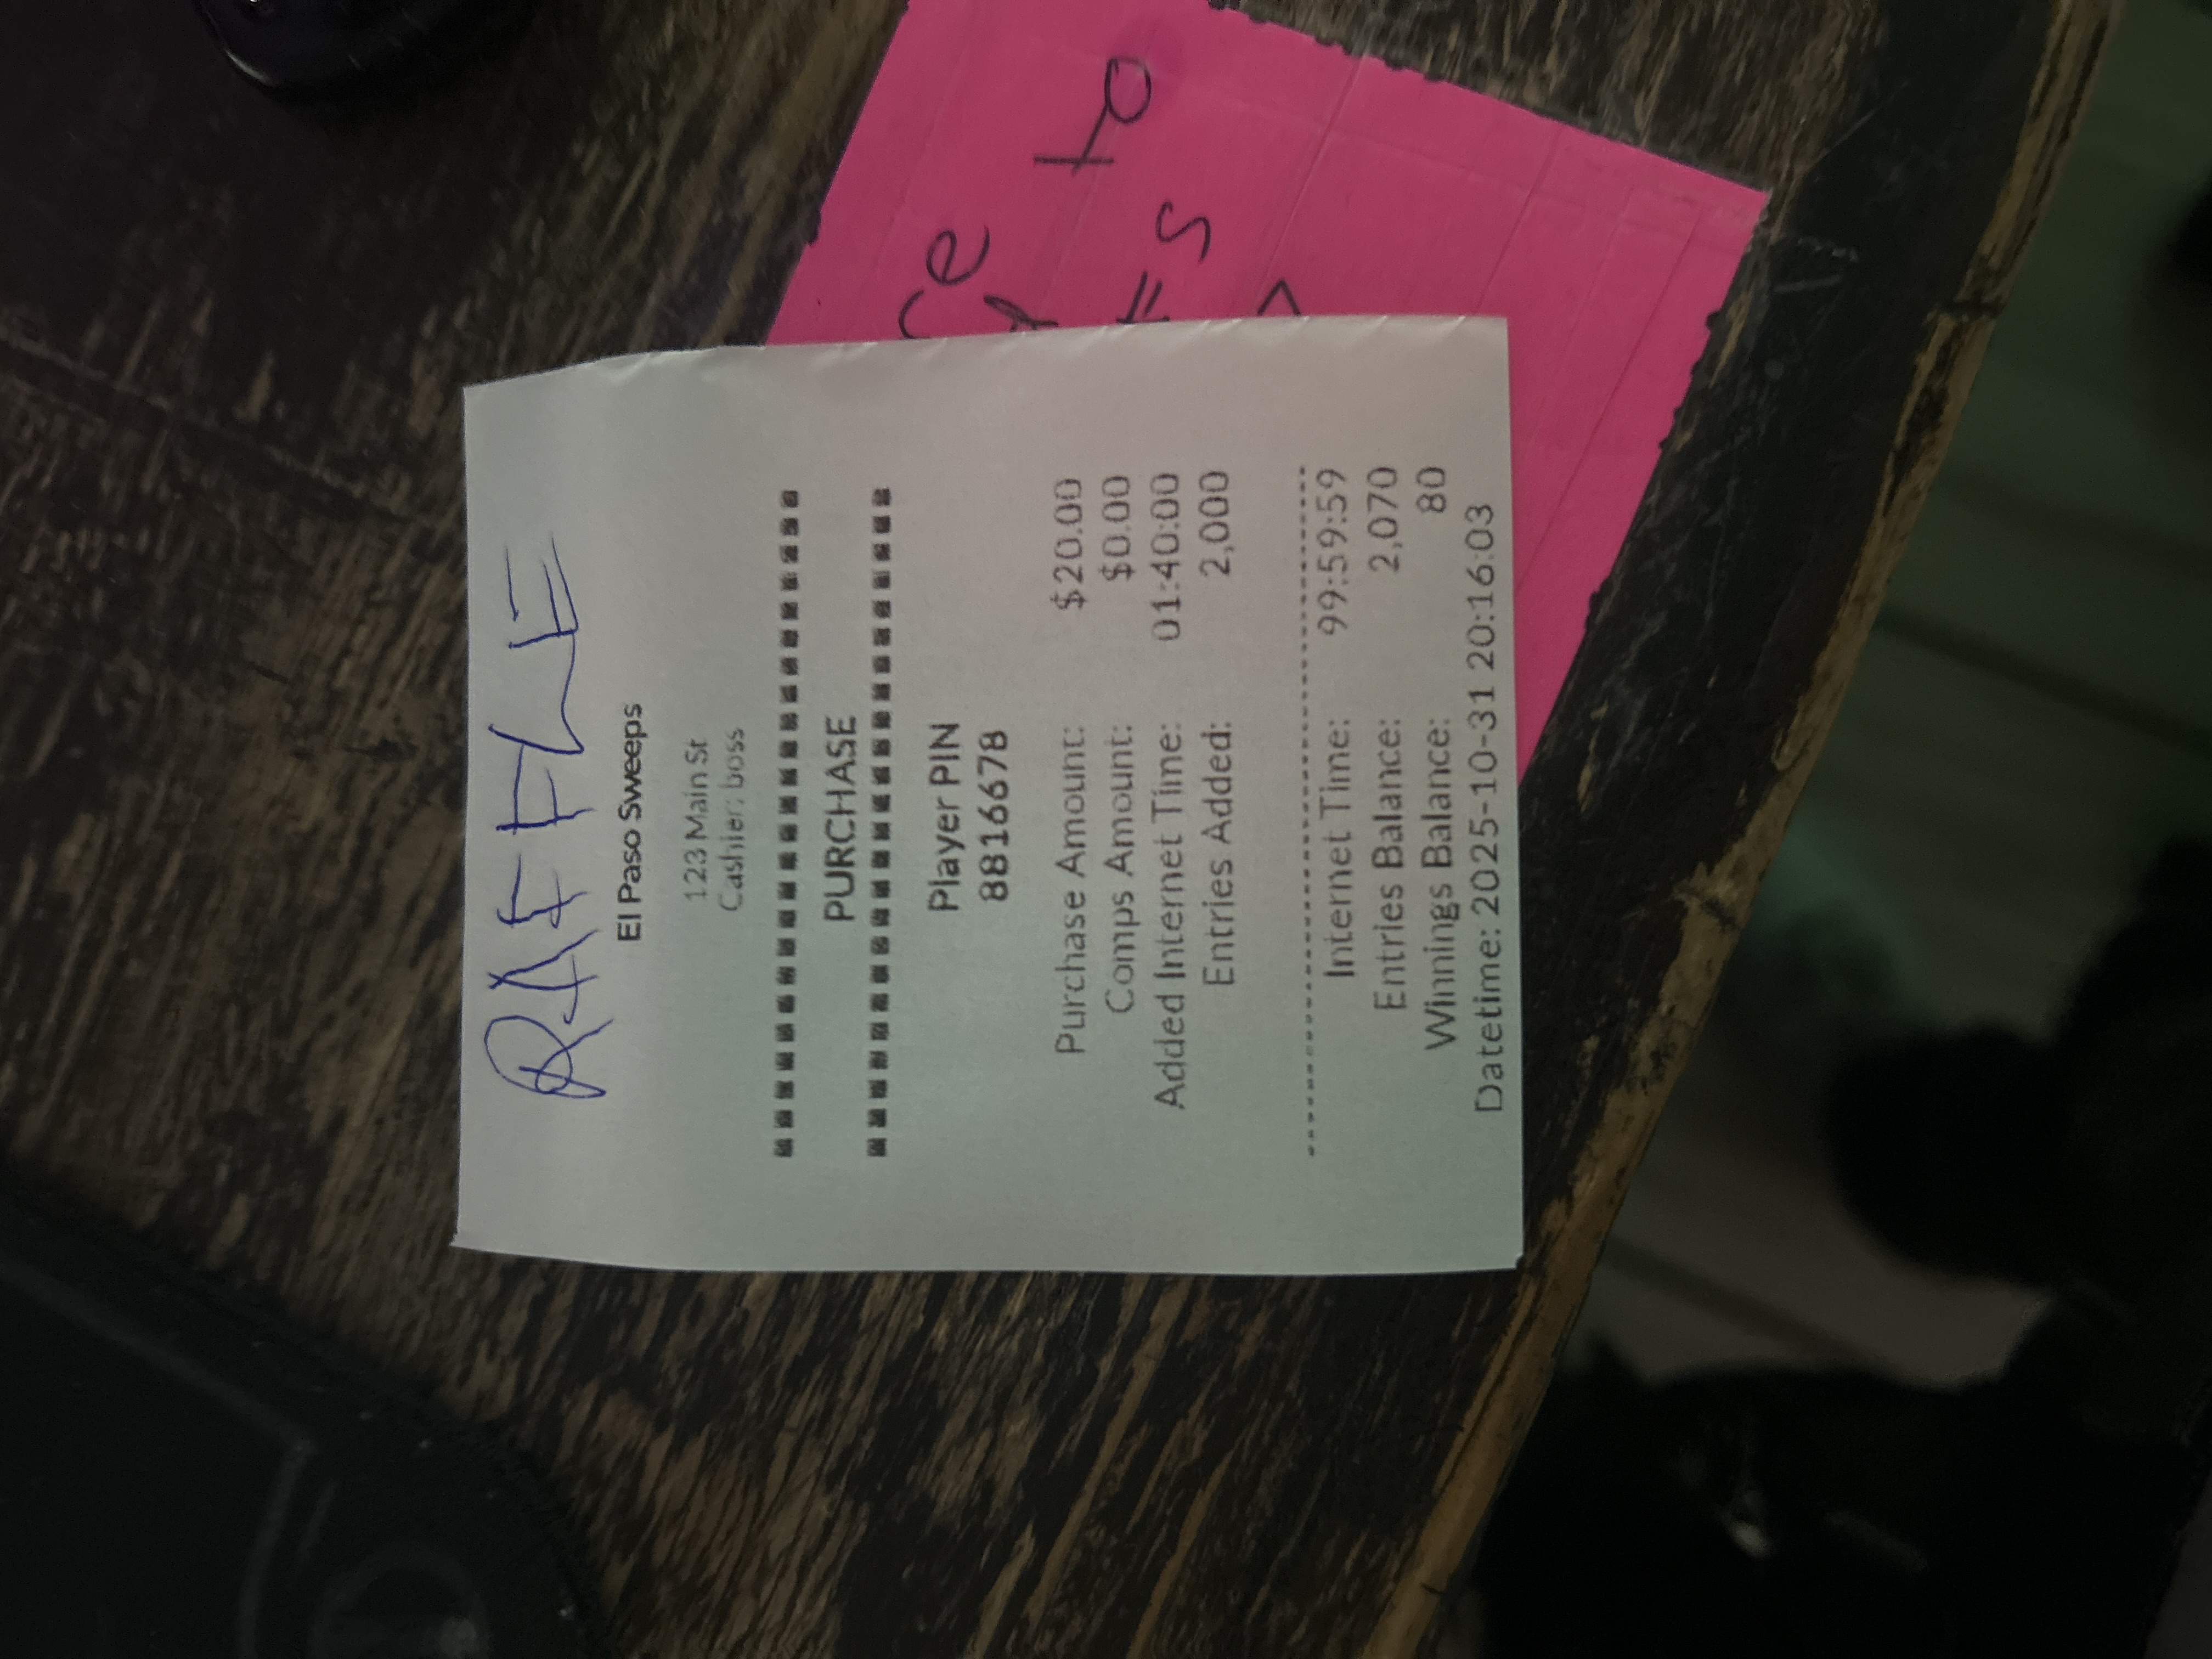 RAFFLE
El Paso Sweeps
123 Main St
Cashier: boss
PURCHASE
Player PIN
88166678
Purchase Amount: $20.00
Comps Amount: $0.00
Added Internet Time: 01:40:00
Entries Added: 2,000
Internet Time: 99:59:59
Entries Balance: 2,070
Winnings Balance: 80
Datetime: 2025-10-31 20:16:03
to